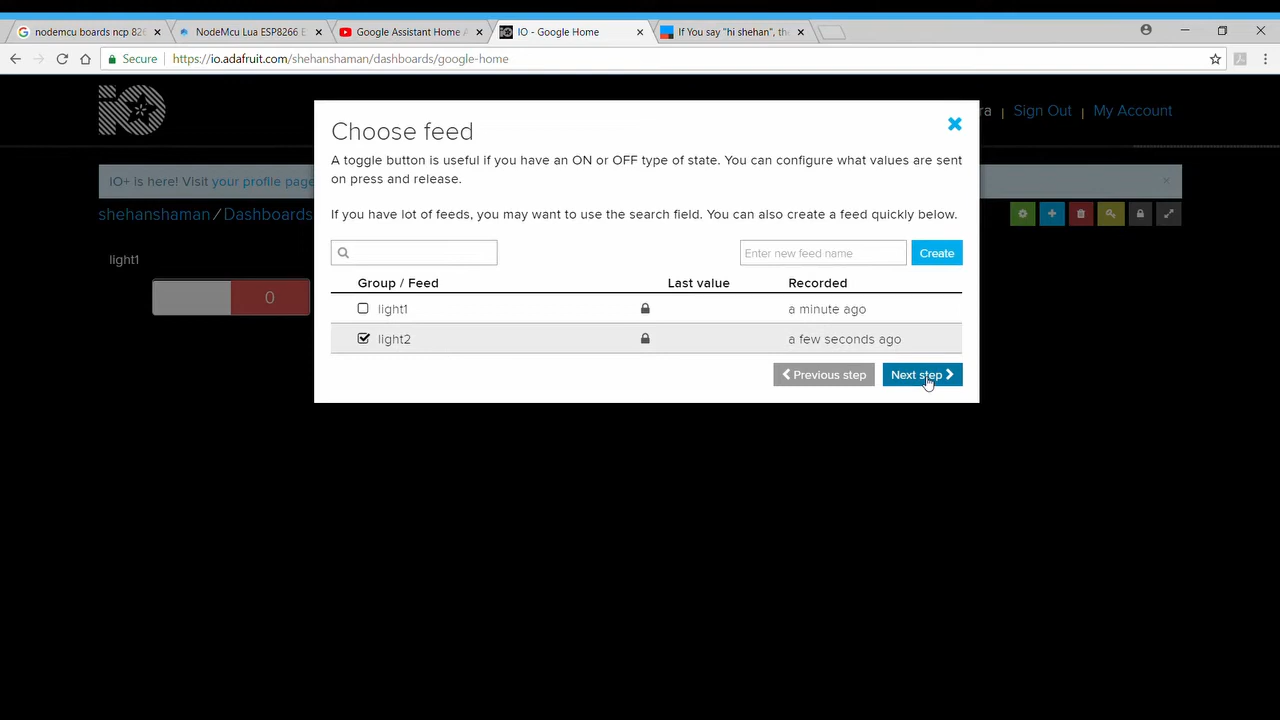 nodemcu boards ncp 826
NodeMcu Lua ESP8266 E
Google Assistant Home A
IO - Google Home
If You say "hi shehan", the
Secure
https://io.adafruit.com/shehanshaman/dashboards/google-home
ra | Sign Out | My Account
IO+ is here! Visit your profile page
shehanshaman / Dashboards
light1
0
Choose feed
A toggle button is useful if you have an ON or OFF type of state. You can configure what values are sent
on press and release.
If you have lot of feeds, you may want to use the search field. You can also create a feed quickly below.
Enter new feed name
Create
Group / Feed Last value Recorded
light1 a minute ago
light2 a few seconds ago
Previous step
Next step